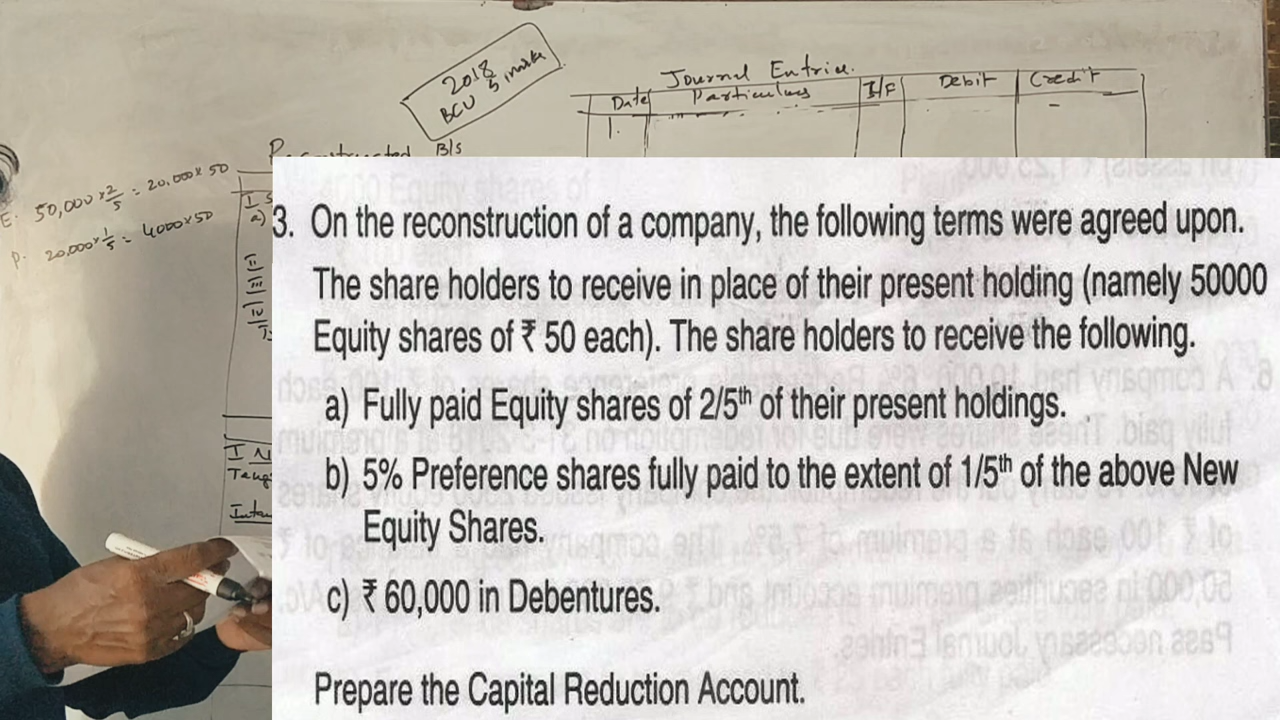 2018
BCU 5 marks
Journal Entries.
Date Particulars Debit Credit
1.
Reconstructed B/s
E: 50,000 × 2/5 = 20,000 × 50
P: 20,000 × 1/5 = 4000 × 50
I
a)
II
III
IV
I
Intan
3. On the reconstruction of a company, the following terms were agreed upon.
The share holders to receive in place of their present holding (namely 50000
Equity shares of ₹ 50 each). The share holders to receive the following.
a) Fully paid Equity shares of 2/5th of their present holdings.
b) 5% Preference shares fully paid to the extent of 1/5th of the above New
Equity Shares.
c) ₹ 60,000 in Debentures.
Prepare the Capital Reduction Account.